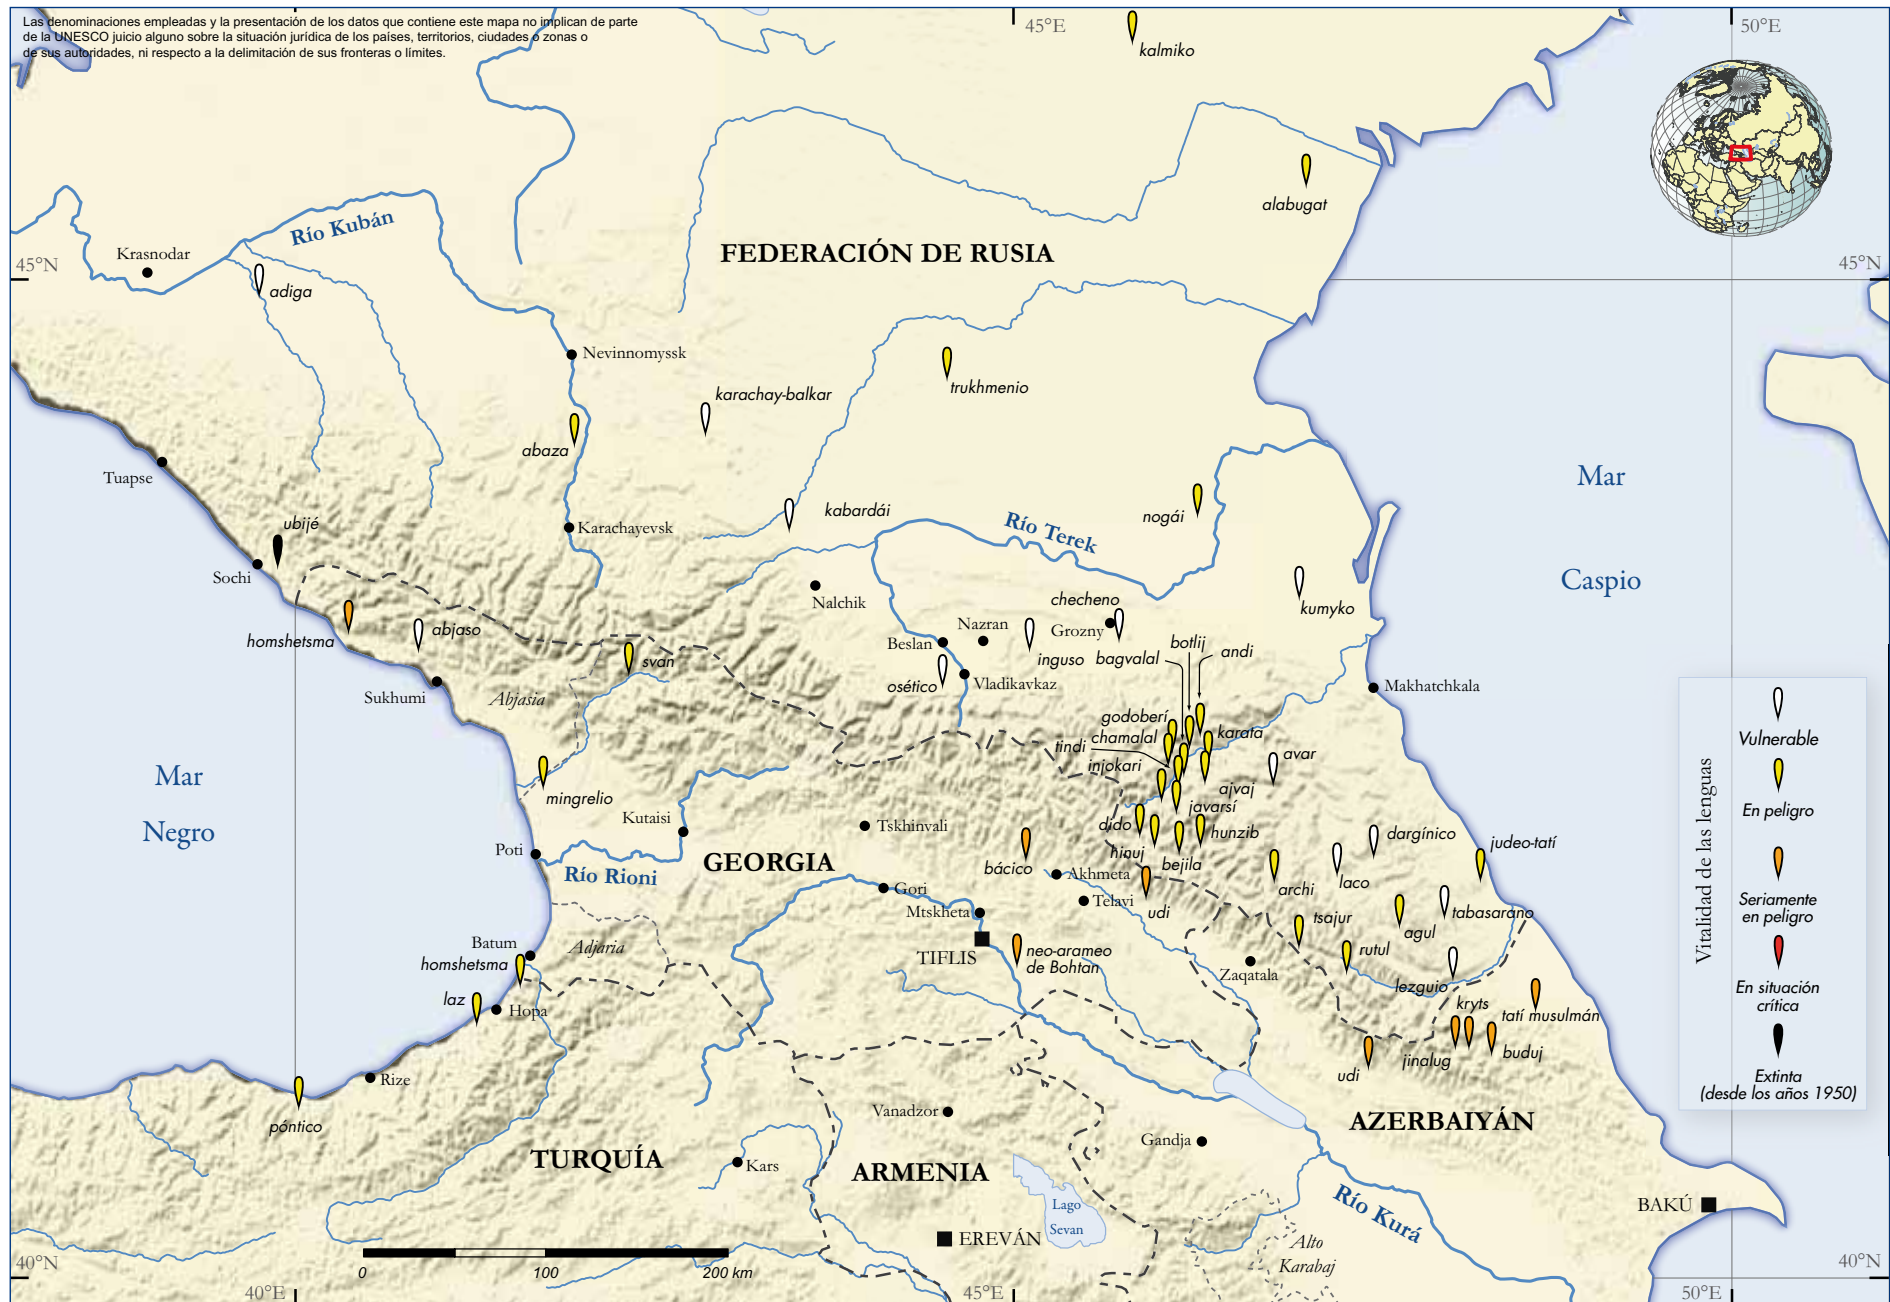 Las denominaciones empleadas y la presentación de los datos que contiene este mapa no implican de parte
de la UNESCO juicio alguno sobre la situación jurídica de los países, territorios, ciudades o zonas o
de sus autoridades, ni respecto a la delimitación de sus fronteras o límites.
45°E
50°E
kalmiko
alabugat
Río Kubán
Krasnodar
FEDERACIÓN DE RUSIA
45°N
45°N
adiga
Nevinnomyssk
trukhmenio
karachay-balkar
abaza
Tuapse
Mar
Caspio
kabardái
nogái
Río Terek
ubijé
Karachayevsk
Sochi
Nalchik
kumyko
checheno
homshetsma
abjaso
Nazran
Grozny
Beslan
inguso
botlij
andi
bagvalal
svan
osético
Vladikavkaz
Makhatchkala
Sukhumi
Abjasia
godoberí
chamalal
karata
tindi
injokari
avar
ajvaj
javarsí
Mar
Negro
mingrelio
Kutaisi
Tskhinvali
dido
hunzib
dargínico
judeo-tatí
Poti
GEORGIA
hinuj
bejila
bácico
Río Rioni
Akhmeta
archi
laco
Gori
Telavi
udi
Mtskheta
tabasarano
tsajur
agul
Adjaria
Batum
TIFLIS
neo-arameo
de Bohtan
rutul
homshetsma
Zaqatala
lezguio
laz
Hopa
kryts
tatí musulmán
jinalug
buduj
udi
Rize
póntico
Vanadzor
AZERBAIYÁN
Gandja
TURQUÍA
Kars
ARMENIA
Lago
Sevan
Río Kurá
BAKÚ
EREVÁN
Alto
Karabaj
0
100
200 km
40°N
40°N
40°E
45°E
50°E
Vitalidad de las lenguas
Vulnerable
En peligro
Seriamente
en peligro
En situación
crítica
Extinta
(desde los años 1950)